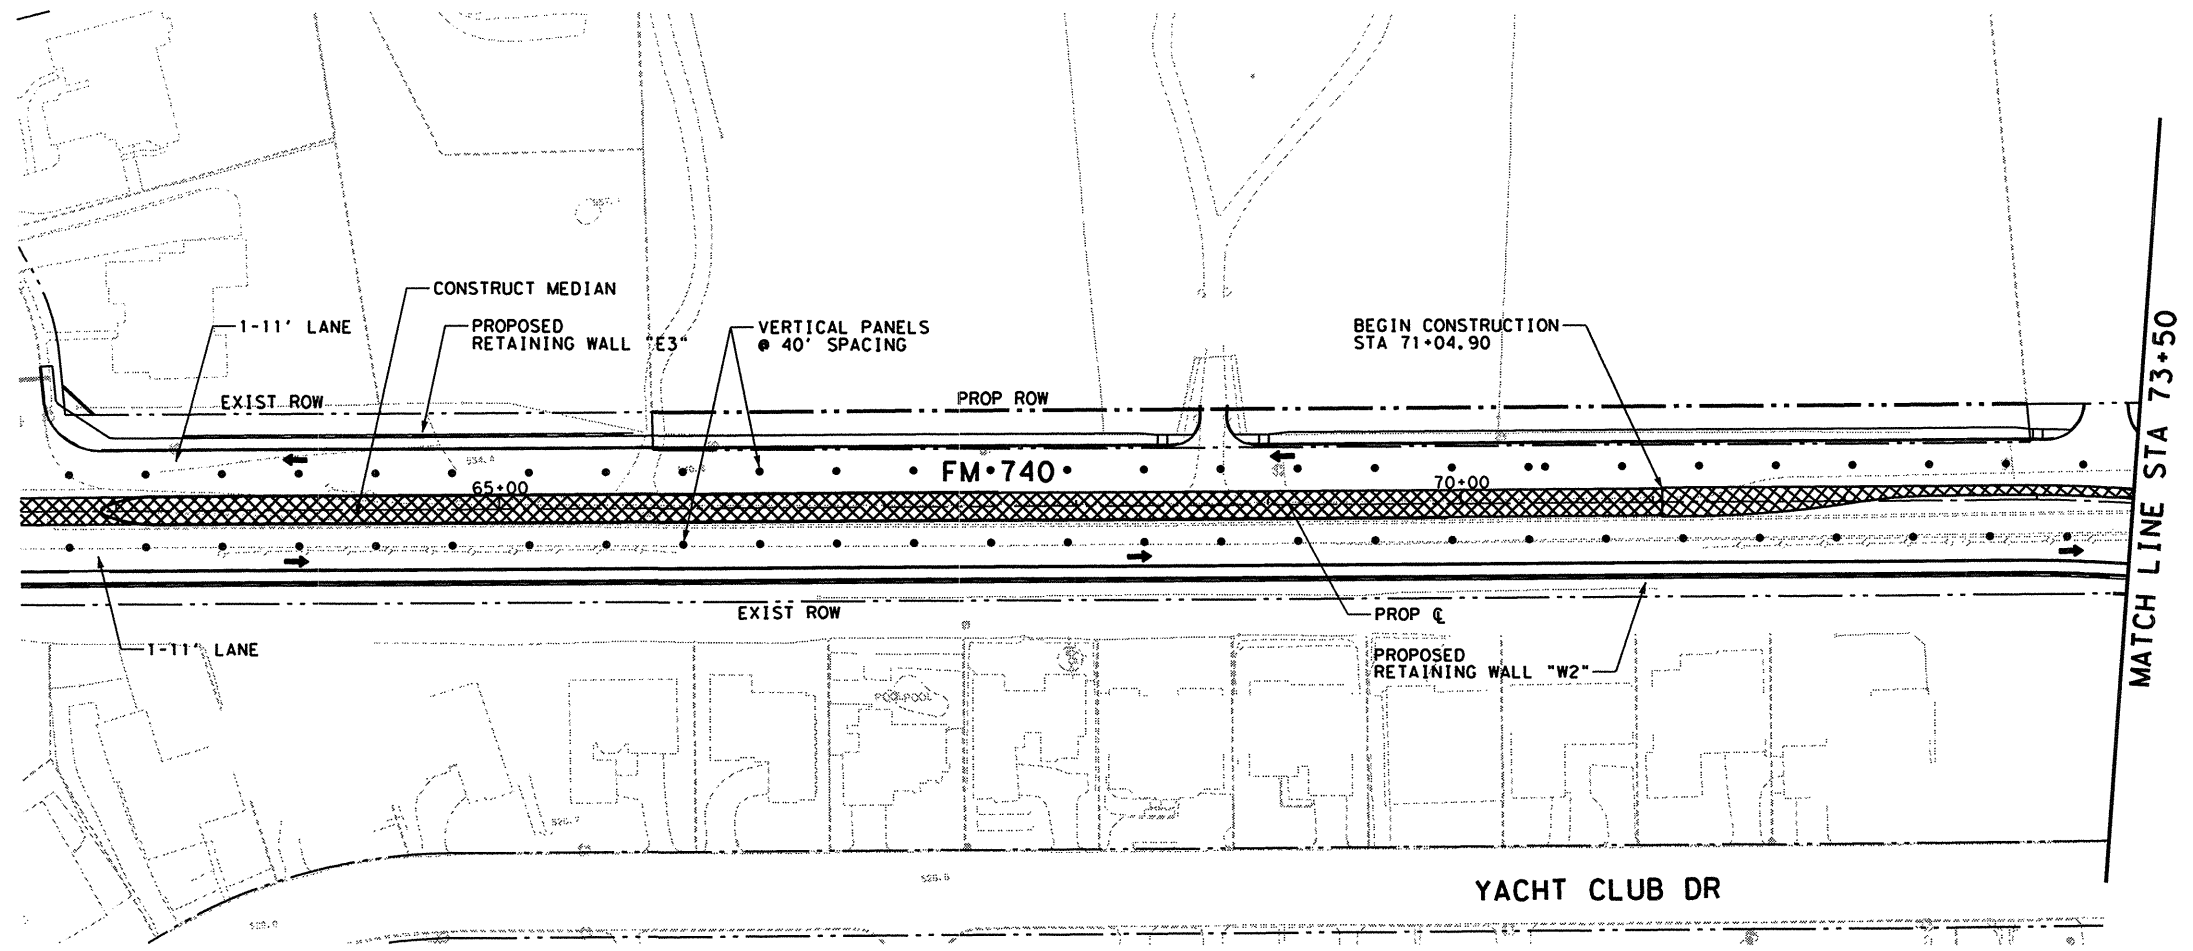 CONSTRUCT MEDIAN
1-11' LANE
PROPOSED
RETAINING WALL "E3"
VERTICAL PANELS
@ 40' SPACING
BEGIN CONSTRUCTION
STA 71+04.90
MATCH LINE STA 73+50
EXIST ROW
PROP ROW
FM 740
65+00
70+00
EXIST ROW
PROP ℄
1-11' LANE
PROPOSED
RETAINING WALL "W2"
POOL POOL
YACHT CLUB DR